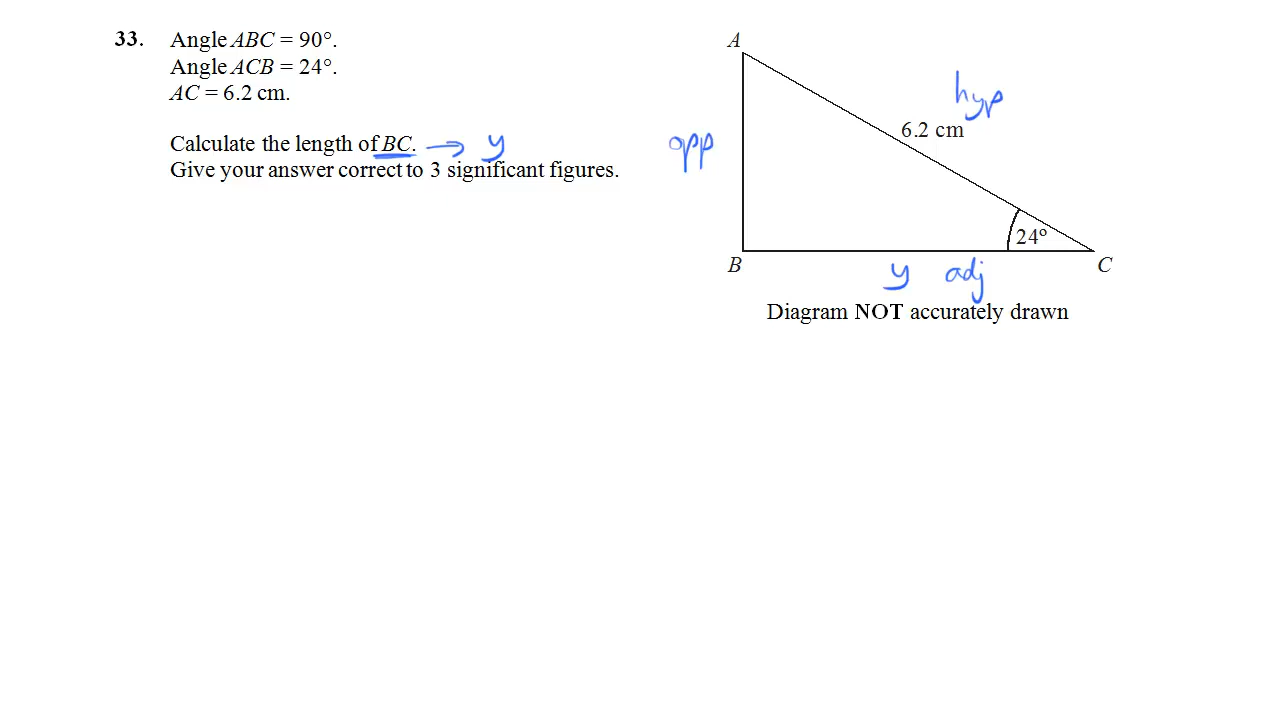 33. Angle ABC = 90°.
Angle ACB = 24°.
AC = 6.2 cm.
Calculate the length of BC. → y
Give your answer correct to 3 significant figures.
A
hyp
6.2 cm
opp
24°
B
C
y adj
Diagram NOT accurately drawn